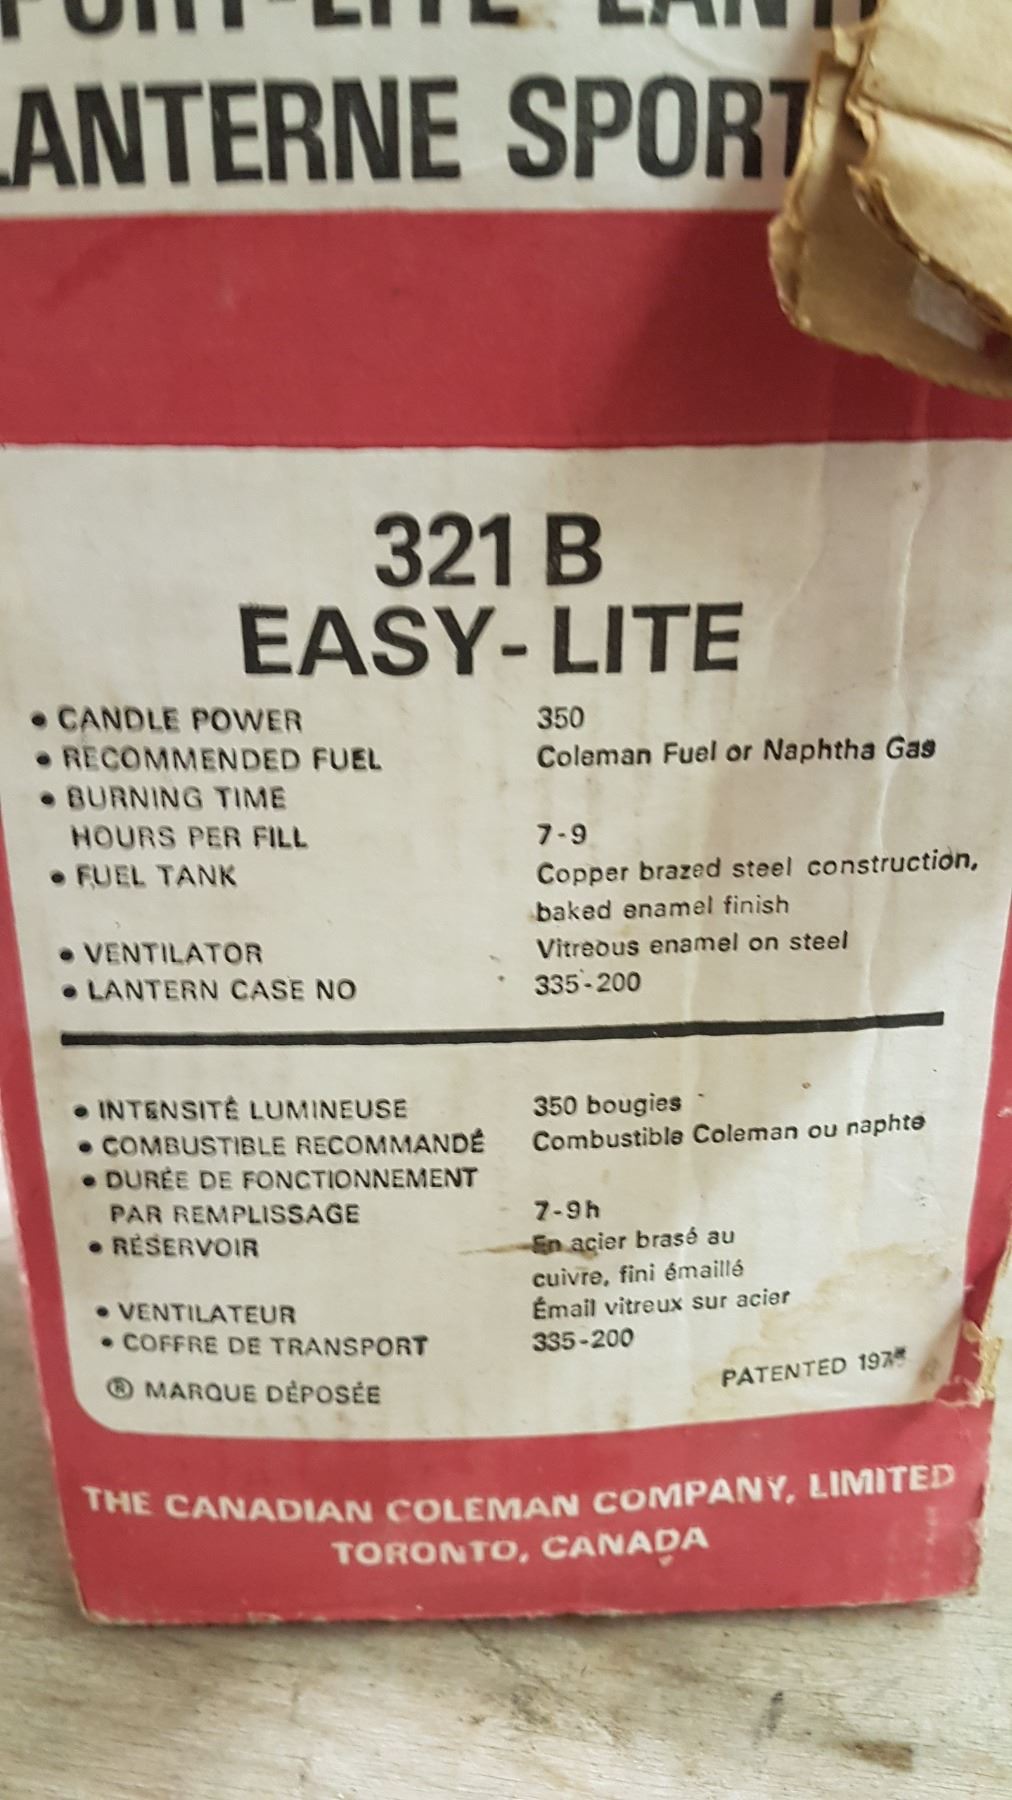 LANTERNE SPORT
321 B
EASY-LITE
• CANDLE POWER 350
• RECOMMENDED FUEL Coleman Fuel or Naphtha Gas
• BURNING TIME
HOURS PER FILL 7-9
• FUEL TANK Copper brazed steel construction,
baked enamel finish
• VENTILATOR Vitreous enamel on steel
• LANTERN CASE NO 335-200
• INTENSITÉ LUMINEUSE 350 bougies
• COMBUSTIBLE RECOMMANDÉ Combustible Coleman ou naphte
• DURÉE DE FONCTIONNEMENT
PAR REMPLISSAGE 7-9h
• RÉSERVOIR En acier brasé au
cuivre, fini émaillé
• VENTILATEUR Émail vitreux sur acier
• COFFRE DE TRANSPORT 335-200
® MARQUE DÉPOSÉE
PATENTED
THE CANADIAN COLEMAN COMPANY, LIMITED
TORONTO, CANADA